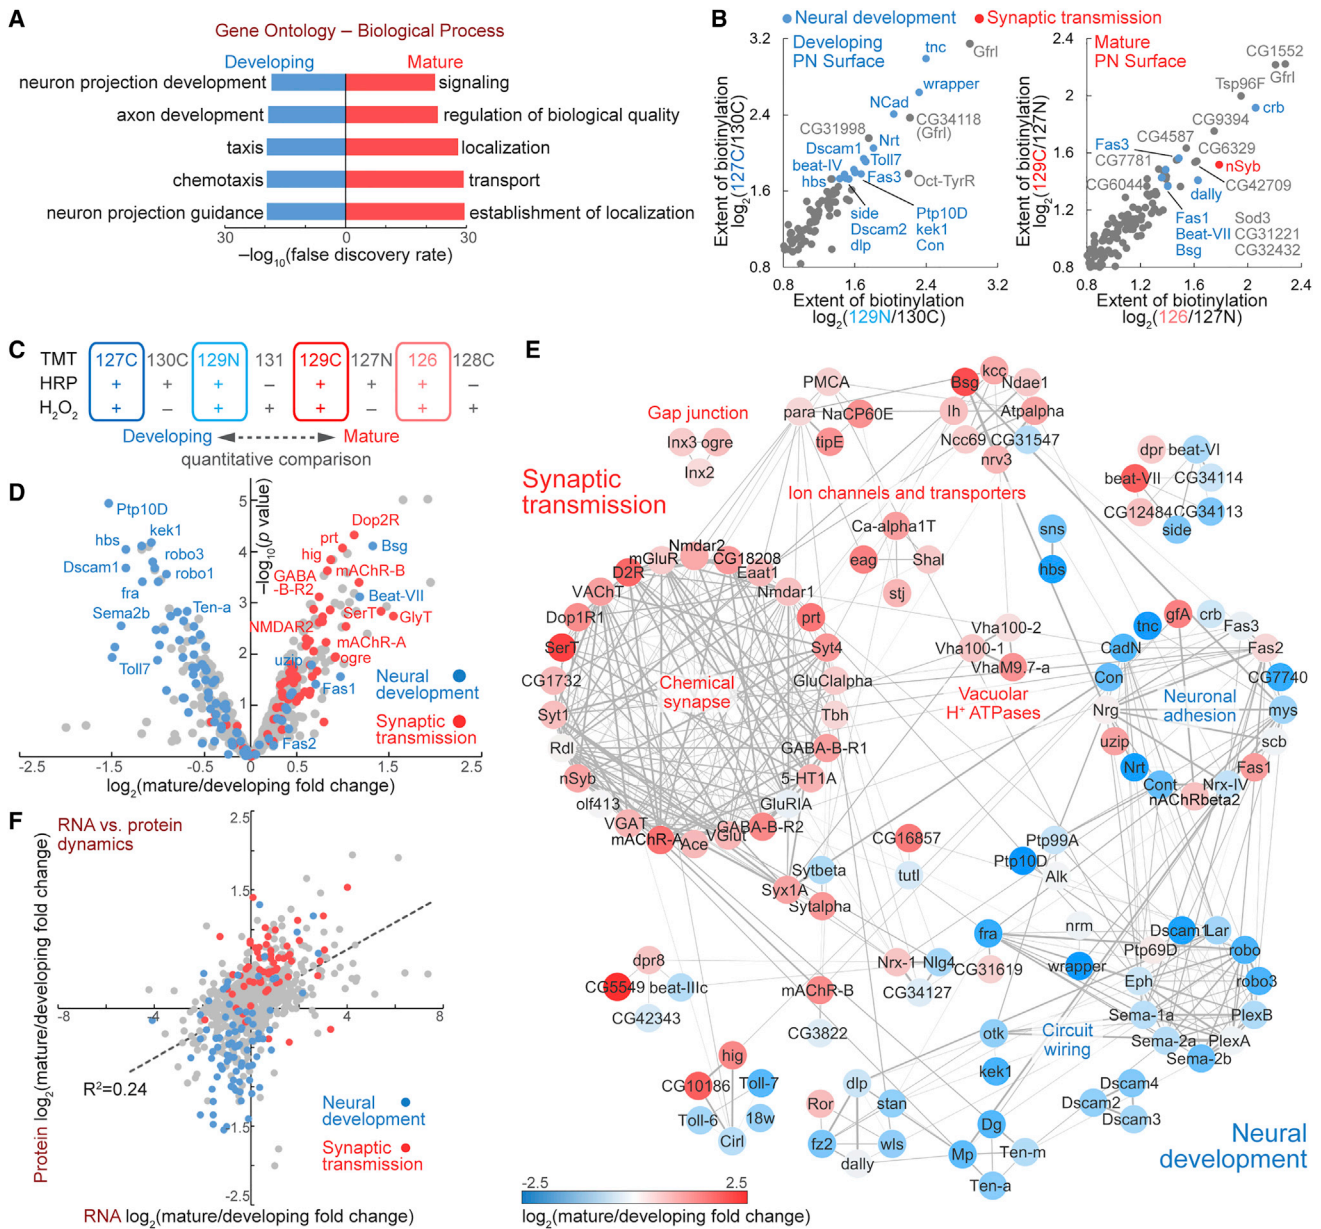 A
Gene Ontology – Biological Process
Developing
Mature
neuron projection development
signaling
axon development
regulation of biological quality
taxis
localization
chemotaxis
transport
neuron projection guidance
establishment of localization
30
0
30
–log10(false discovery rate)
B
Neural development
Synaptic transmission
Developing
PN Surface
Extent of biotinylation
log2(127C/130C)
3.2
2.4
1.6
0.8
tnc
Gfrl
wrapper
NCad
CG34118
(Gfrl)
CG31998
Nrt
Dscam1
Toll7
beat-IV
Fas3
hbs
Oct-TyrR
side
Dscam2
dlp
Ptp10D
kek1
Con
0.8
1.6
2.4
3.2
Extent of biotinylation
log2(129N/130C)
Mature
PN Surface
Extent of biotinylation
log2(129C/127N)
2.4
2
1.6
1.2
0.8
CG1552
Gfrl
Tsp96F
crb
CG9394
Fas3
CG4587
CG6329
CG7781
nSyb
CG6044
CG42709
dally
Fas1
Beat-VII
Bsg
Sod3
CG31221
CG32432
0.8
1.2
1.6
2
2.4
Extent of biotinylation
log2(126/127N)
C
TMT 127C 130C 129N 131 129C 127N 126 128C
HRP + + + – + + + –
H2O2 + – + + + – + +
Developing
Mature
quantitative comparison
D
–log10(p value)
5
4
3
2
1
0
Ptp10D
kek1
hbs
robo3
Dscam1
robo1
fra
Sema2b
Ten-a
Toll7
Dop2R
prt
Bsg
hig
mAChR-B
GABA
-B-R2
Beat-VII
SerT
GlyT
NMDAR2
mAChR-A
ogre
uzip
Fas1
Fas2
Neural
development
Synaptic
transmission
-2.5
-1.5
-0.5
0
0.5
1.5
2.5
log2(mature/developing fold change)
E
Synaptic
transmission
Gap junction
Inx3
ogre
Inx2
PMCA
para
NaCP60E
tipE
Bsg
kcc
Ndae1
Ih
Atpalpha
Ncc69
CG31547
nrv3
Ion channels and transporters
Ca-alpha1T
eag
Shal
stj
dpr
beat-VI
beat-VII
CG34114
CG12484
CG34113
side
sns
hbs
Nmdar2
mGluR
CG18208
D2R
Eaat1
VAChT
Nmdar1
Dop1R1
prt
SerT
Syt4
CG1732
GluClalpha
Syt1
Tbh
Rdl
GABA-B-R1
nSyb
5-HT1A
olf413
GluRIA
VGAT
GABA-B-R2
mAChR-A
Ace
VGlut
Chemical
synapse
Sytbeta
Syx1A
Sytalpha
Vha100-2
Vha100-1
VhaM9.7-a
Vacuolar
H+ ATPases
tnc
gfA
crb
Fas3
CadN
Fas2
Con
CG7740
Neuronal
adhesion
Nrg
mys
uzip
scb
Nrt
Fas1
Cont
Nrx-IV
nAChRbeta2
CG16857
tutl
Ptp99A
Ptp10D
Alk
fra
nrm
Dscam1
Lar
Ptp69D
robo
wrapper
Eph
robo3
Sema-1a
PlexB
Sema-2a
PlexA
Sema-2b
Circuit
wiring
dpr8
CG5549
beat-IIIc
CG42343
Nrx-1
Nlg4
CG31619
CG34127
mAChR-B
CG3822
otk
kek1
hig
CG10186
Toll-7
Toll-6
18w
Cirl
dlp
Ror
stan
fz2
wls
dally
Dg
Mp
Ten-m
Ten-a
Dscam4
Dscam2
Dscam3
Neural
development
-2.5
2.5
log2(mature/developing fold change)
F
RNA vs. protein
dynamics
Protein log2(mature/developing fold change)
2.5
1.5
-1.5
-2.5
-8
-4
4
8
R2=0.24
Neural
development
Synaptic
transmission
RNA log2(mature/developing fold change)